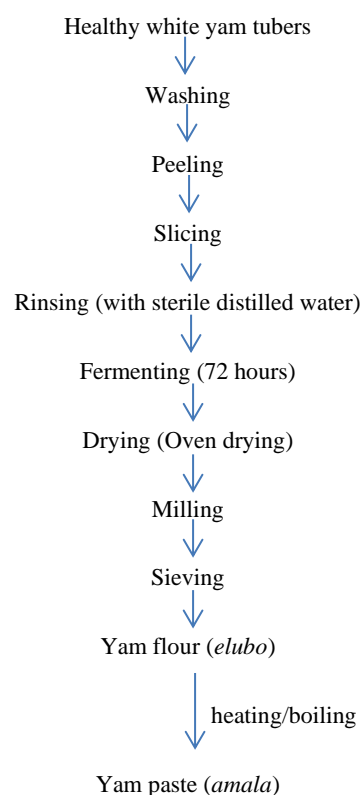 Healthy white yam tubers
Washing
Peeling
Slicing
Rinsing (with sterile distilled water)
Fermenting (72 hours)
Drying (Oven drying)
Milling
Sieving
Yam flour (elubo)
heating/boiling
Yam paste (amala)